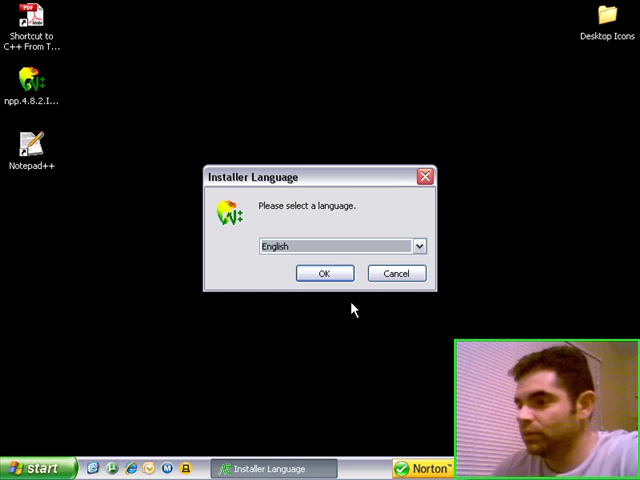 Shortcut to
C++ From T...
npp.4.8.2.I...
Notepad++
Desktop Icons
Installer Language
Please select a language.
English
OK
Cancel
start
Installer Language
Norton™